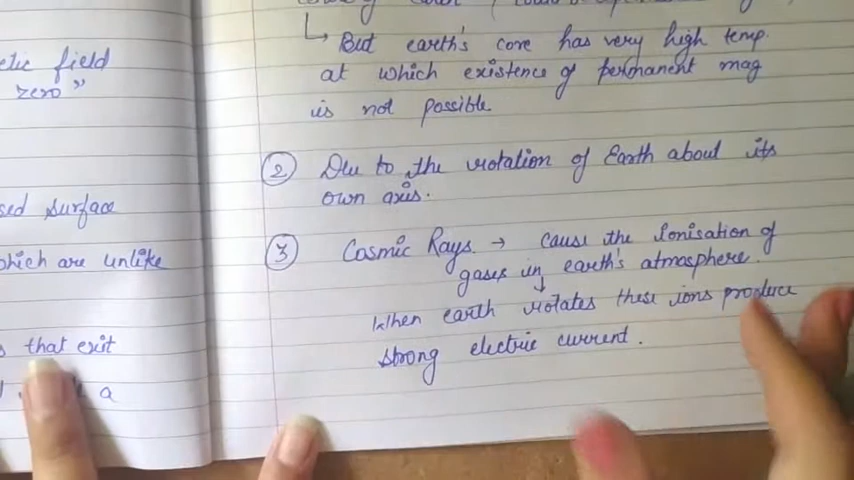 etic field
zero"
sed surface
which are unlike
that exit
a
↳ But earth's core has very high temp.
at which existence of permanent mag
is not possible.
② Due to the rotation of Earth about its
own axis.
③ Cosmic Rays → cause the Ionisation of
gases in earth's atmosphere.
↓
When earth rotates these ions produce
strong electric current.